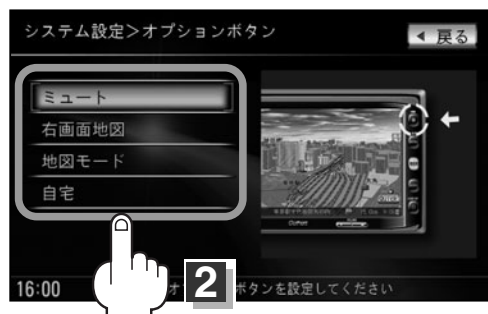 システム設定>オプションボタン
戻る
ミュート
右画面地図
地図モード
自宅
2
16:00
ボタンを設定してください